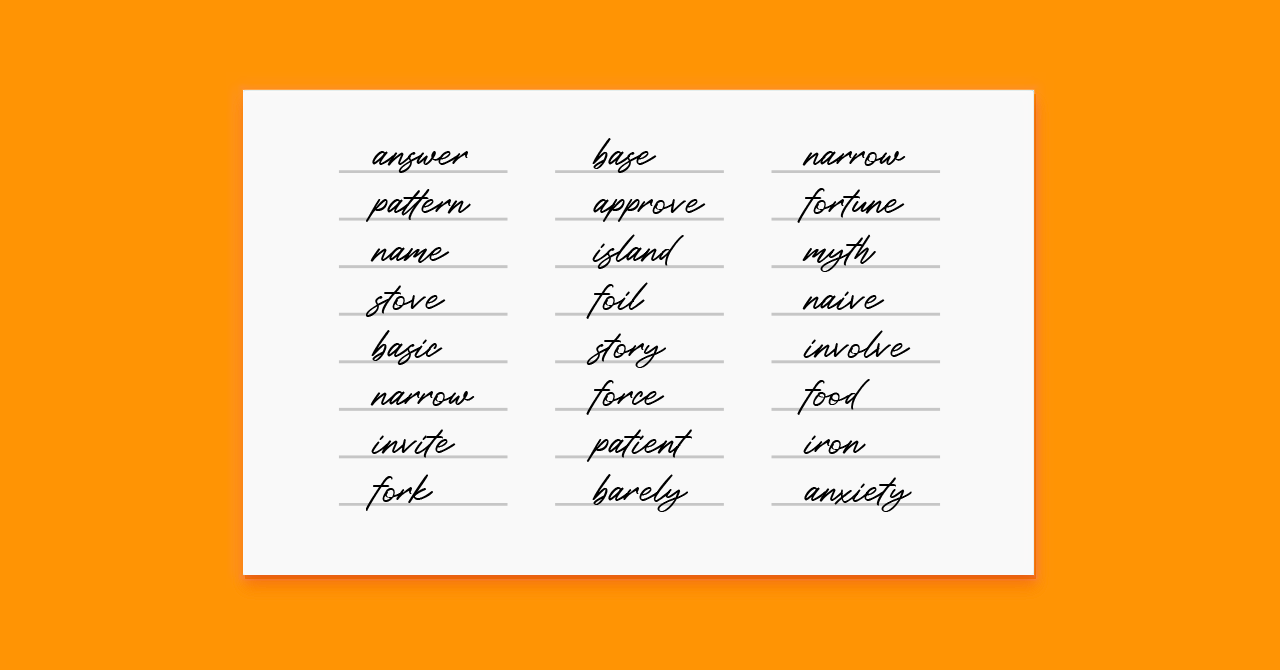 answer base narrow
pattern approve fortune
name island myth
stove foil naive
basic story involve
narrow force food
invite patient iron
fork barely anxiety